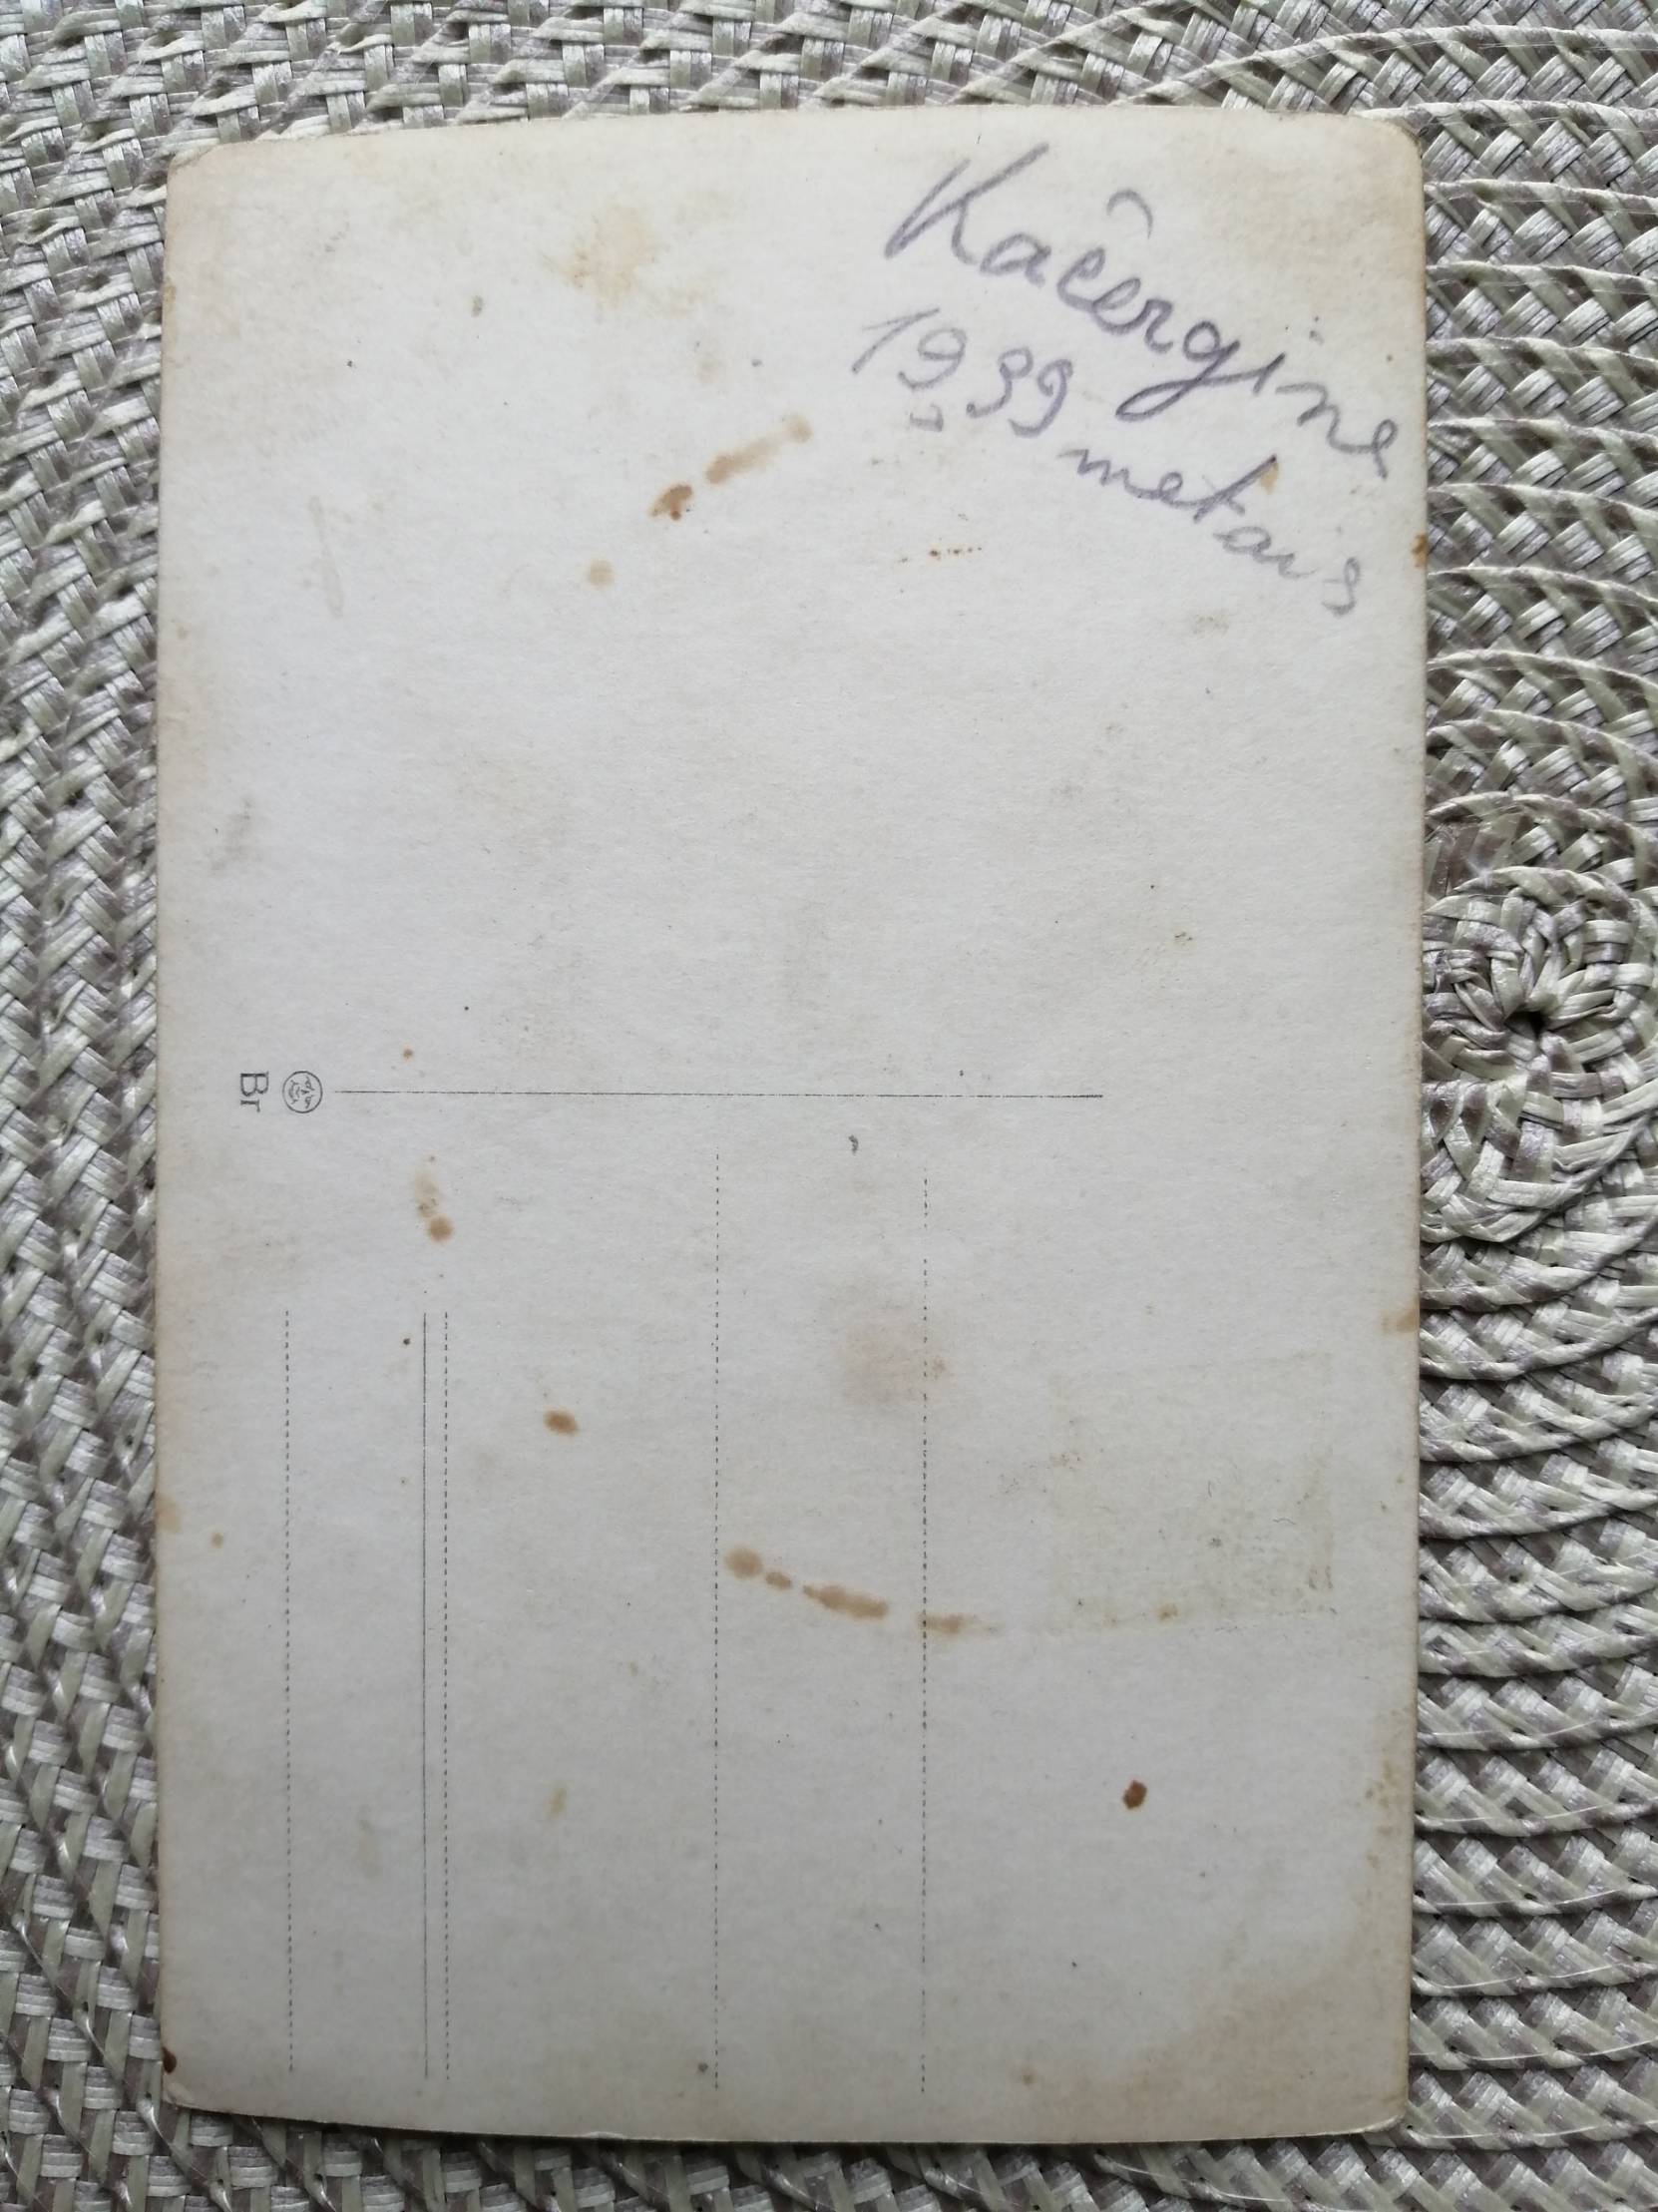 Kačergine
1939 metais
Br